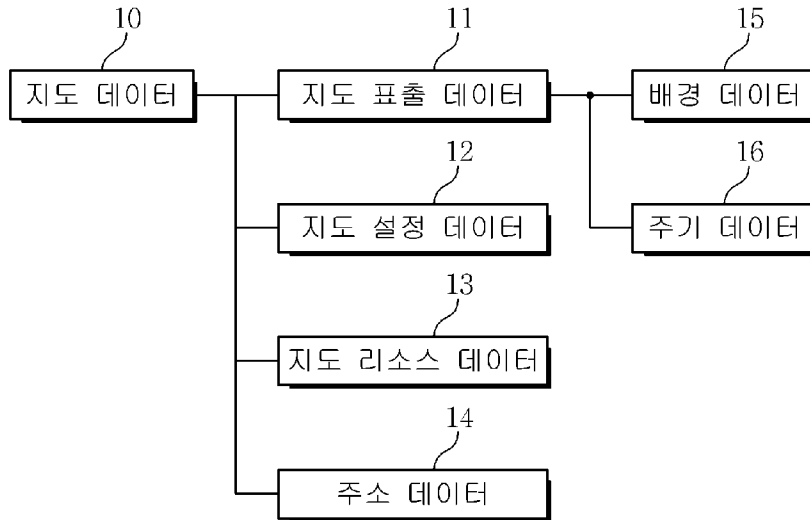 10
11
15
지도 데이터
지도 표출 데이터
배경 데이터
12
16
지도 설정 데이터
주기 데이터
13
지도 리소스 데이터
14
주소 데이터